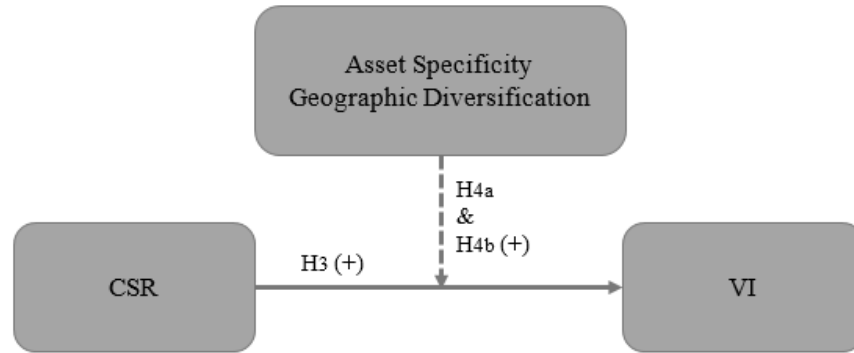 Asset Specificity
Geographic Diversification
H4a
&
H4b (+)
H3 (+)
CSR
VI